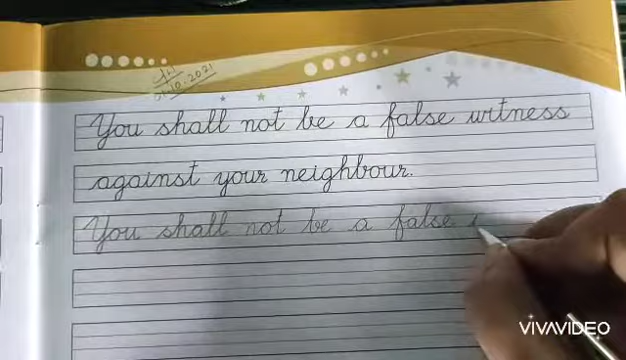 You shall not be a false witness
against your neighbour.
You shall not be a false
VIVAVIDEO